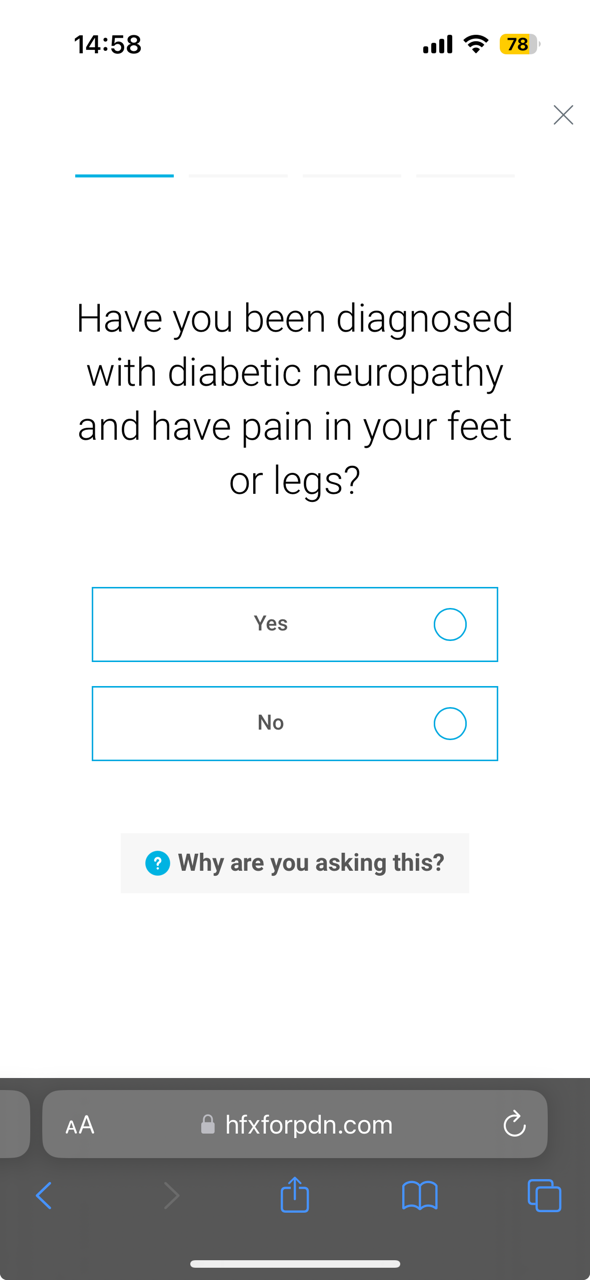 14:58
78
Have you been diagnosed
with diabetic neuropathy
and have pain in your feet
or legs?
Yes
No
? Why are you asking this?
AA hfxforpdn.com